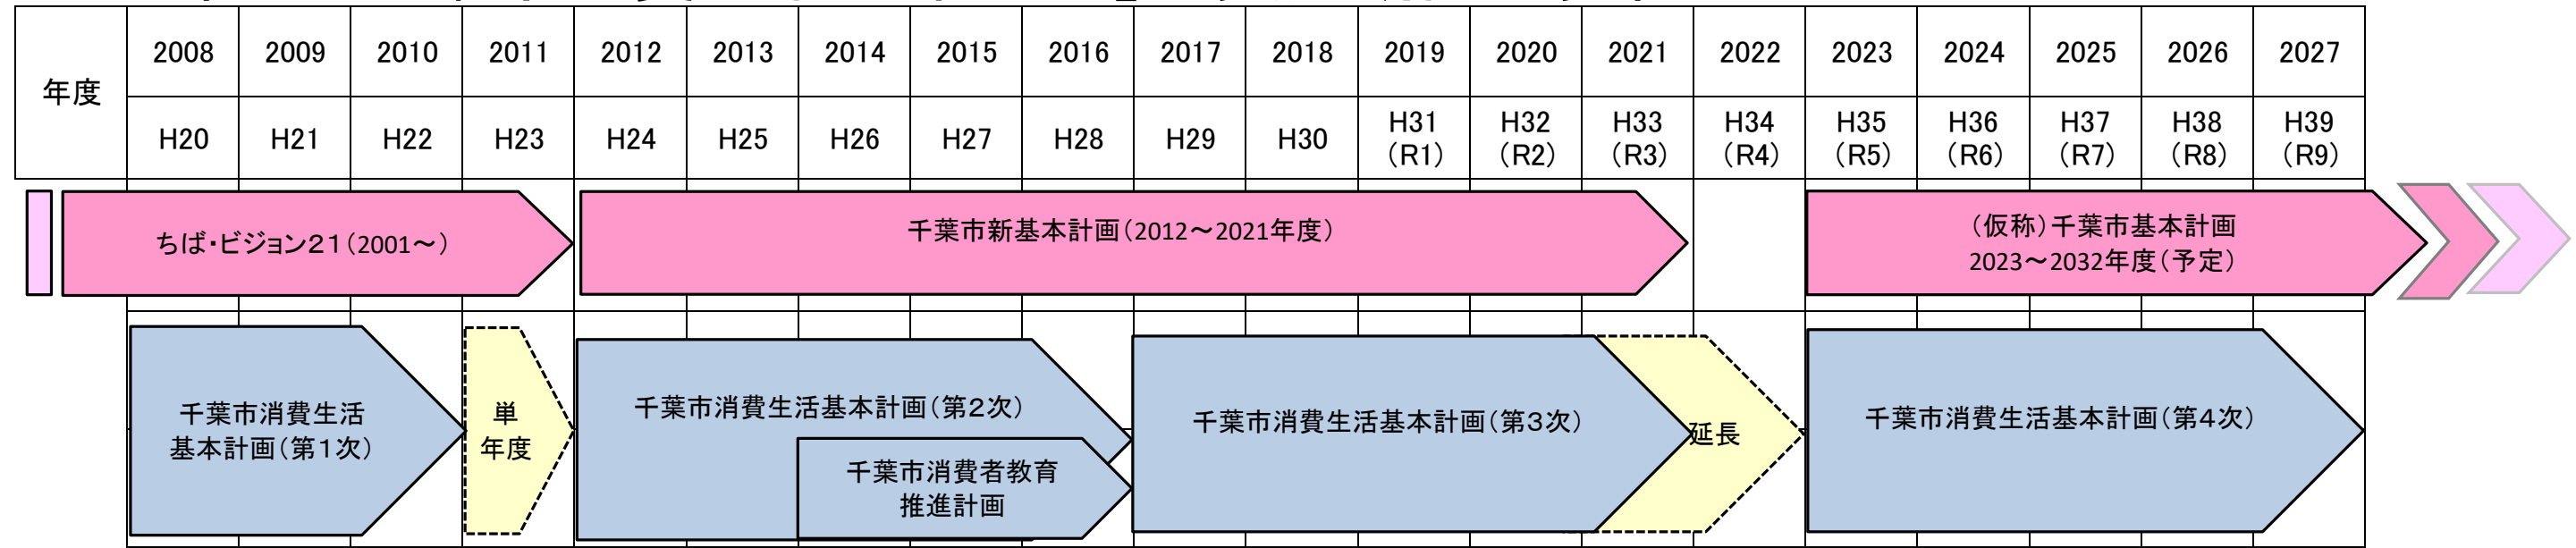 年度
2008 2009 2010 2011 2012 2013 2014 2015 2016 2017 2018 2019 2020 2021 2022 2023 2024 2025 2026 2027
H20 H21 H22 H23 H24 H25 H26 H27 H28 H29 H30 H31 H32 H33 H34 H35 H36 H37 H38 H39
（R1） （R2） （R3） （R4） （R5） （R6） （R7） （R8） （R9）
ちば・ビジョン２１（2001～）
千葉市新基本計画（2012～2021年度）
（仮称）千葉市基本計画
2023～2032年度（予定）
千葉市消費生活
基本計画（第１次）
単
年度
千葉市消費生活基本計画（第２次）
千葉市消費者教育
推進計画
千葉市消費生活基本計画（第３次）
延長
千葉市消費生活基本計画（第４次）